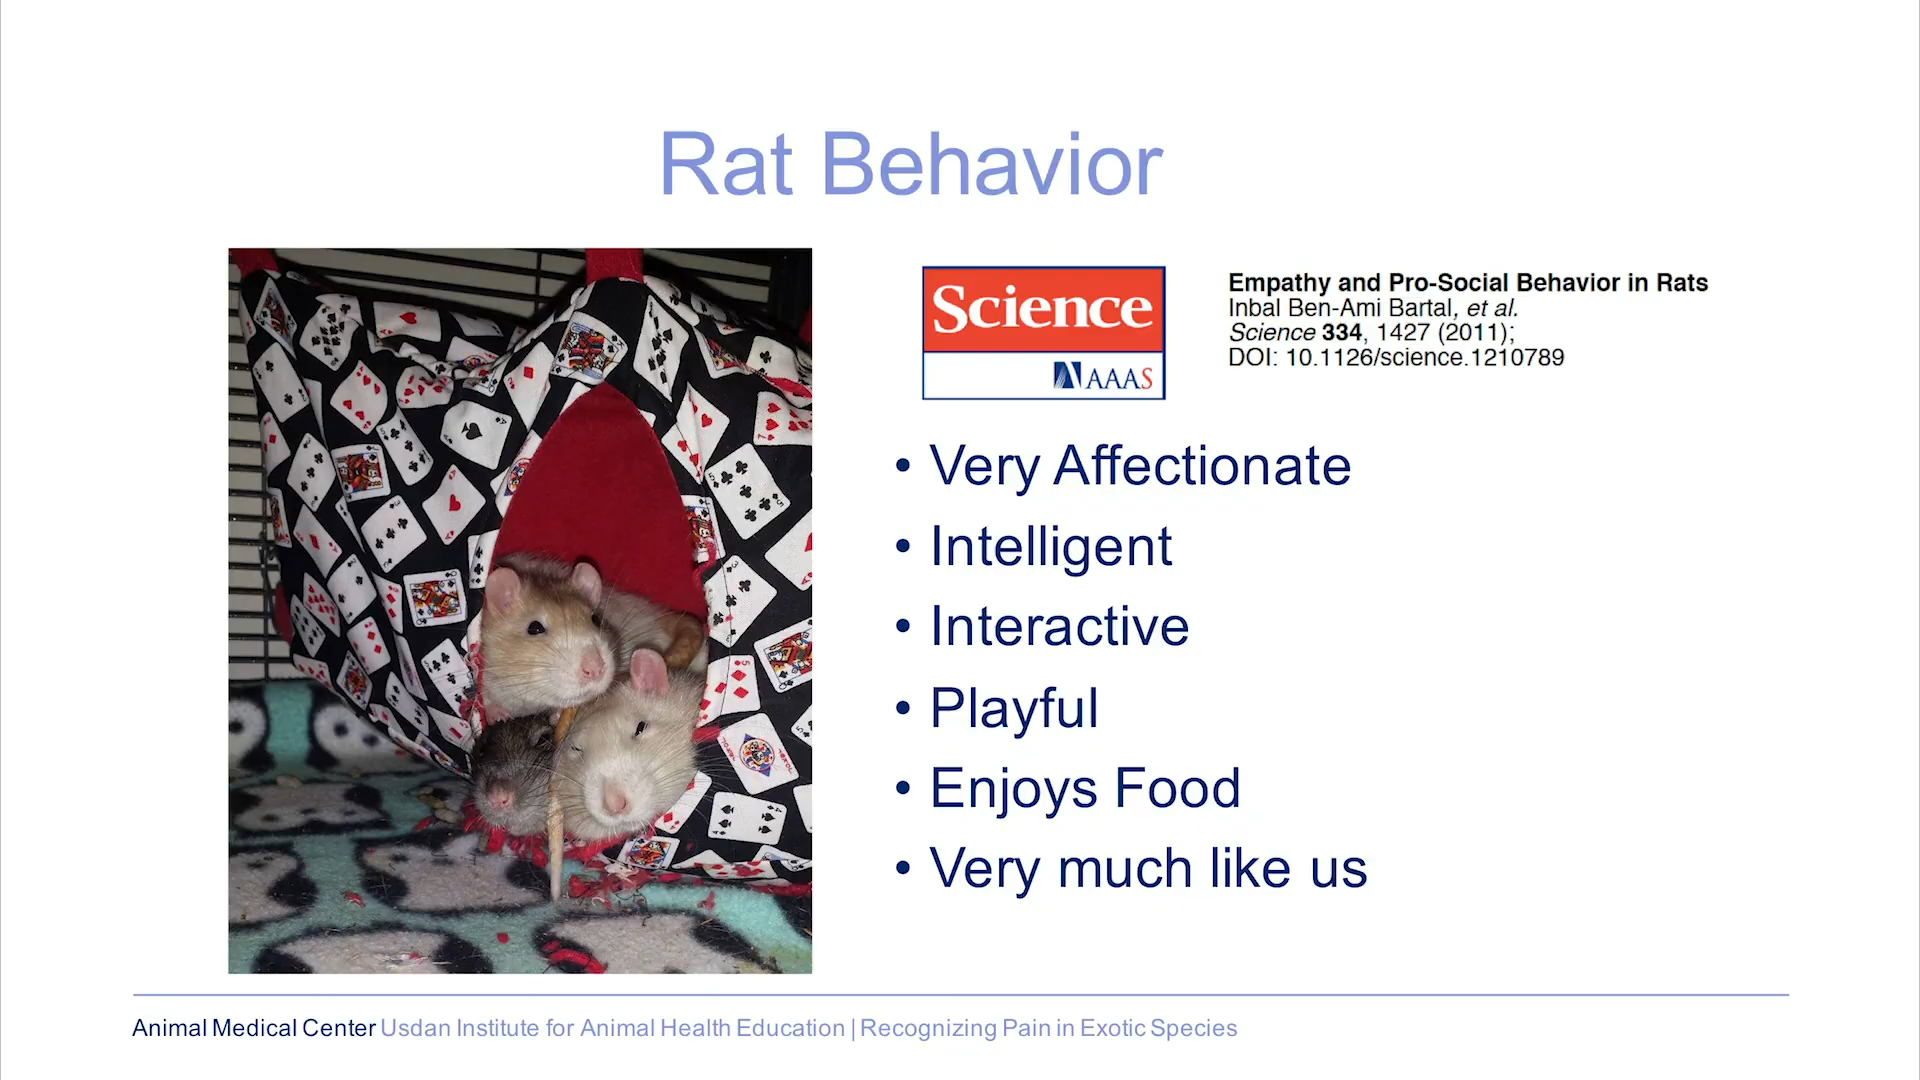 Rat Behavior
Science
AAAS
Empathy and Pro-Social Behavior in Rats
Inbal Ben-Ami Bartal, et al.
Science 334, 1427 (2011);
DOI: 10.1126/science.1210789
• Very Affectionate
• Intelligent
• Interactive
• Playful
• Enjoys Food
• Very much like us
Animal Medical Center Usdan Institute for Animal Health Education | Recognizing Pain in Exotic Species